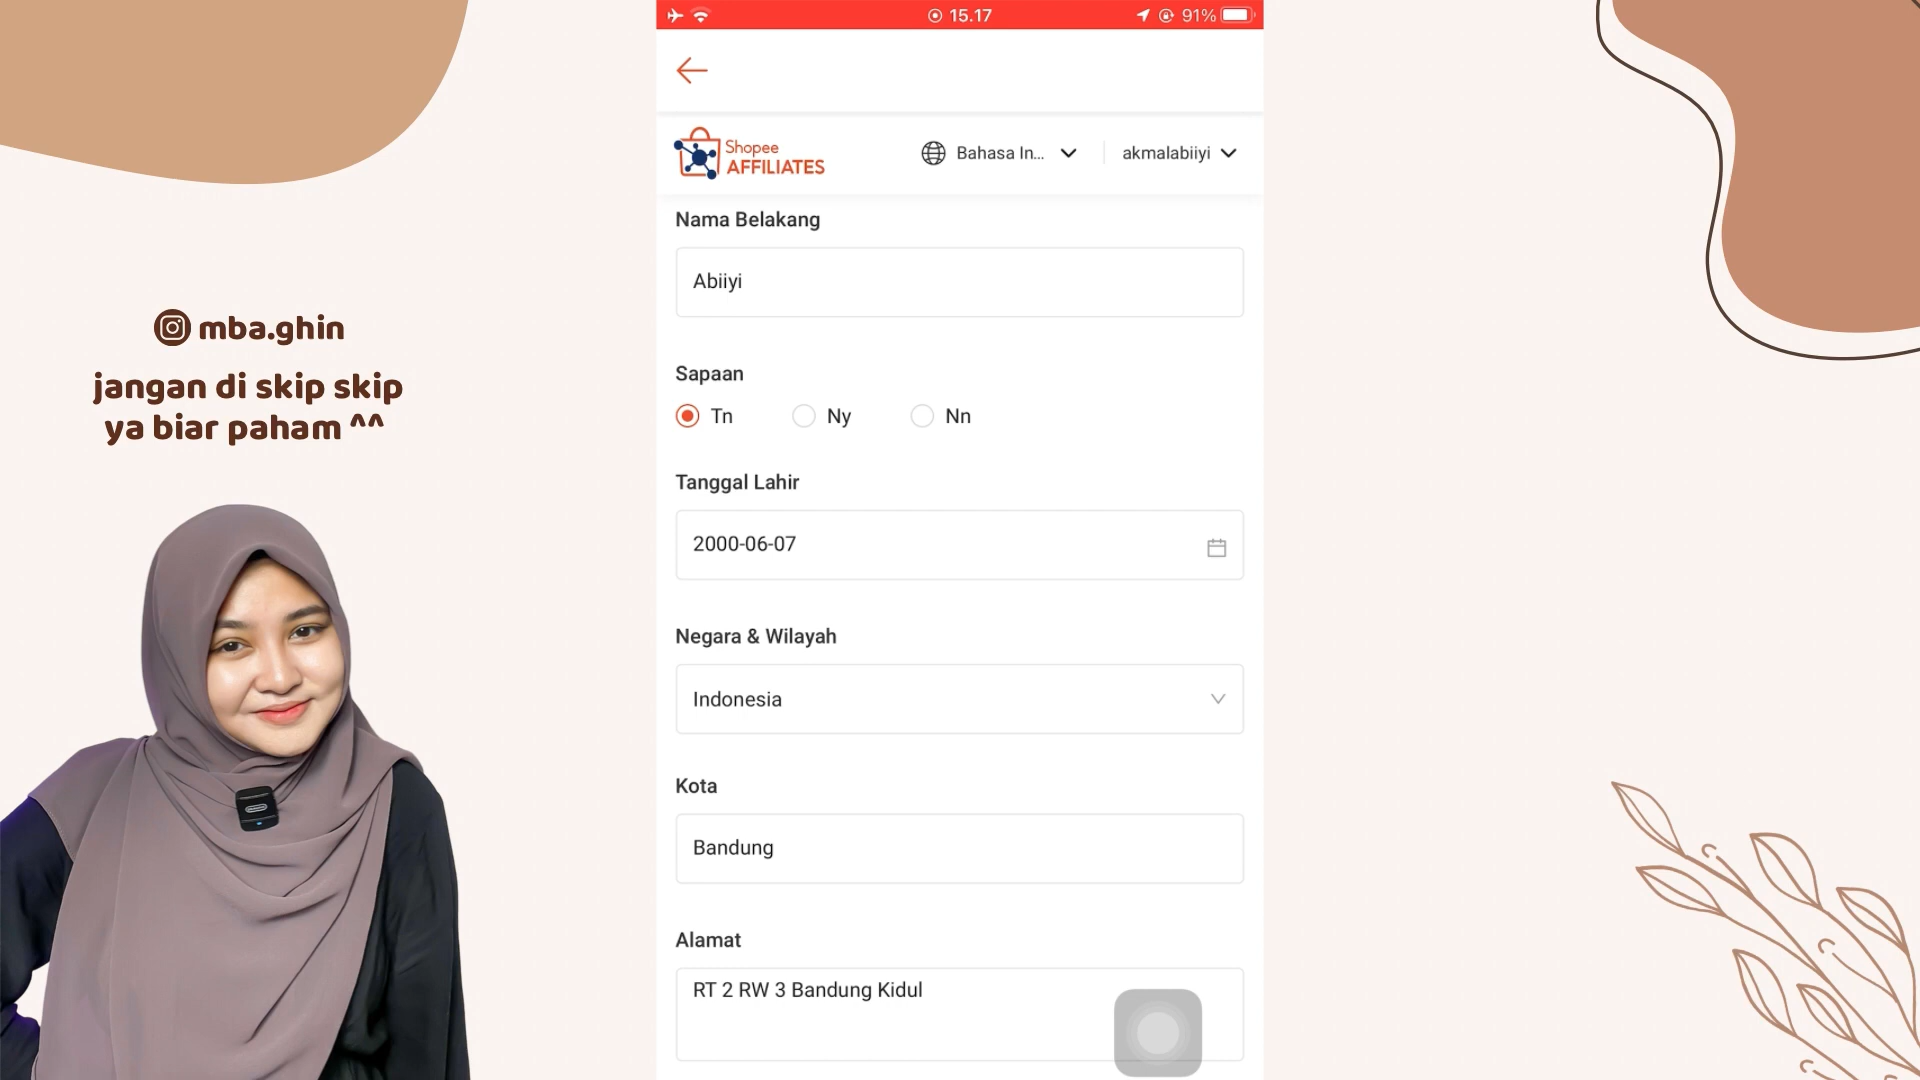 mba.ghin
jangan di skip skip
ya biar paham ^^
15.17
91%
Shopee
AFFILIATES
Bahasa In...
akmalabiiyi
Nama Belakang
Abiiyi
Sapaan
Tn
Ny
Nn
Tanggal Lahir
2000-06-07
Negara & Wilayah
Indonesia
Kota
Bandung
Alamat
RT 2 RW 3 Bandung Kidul